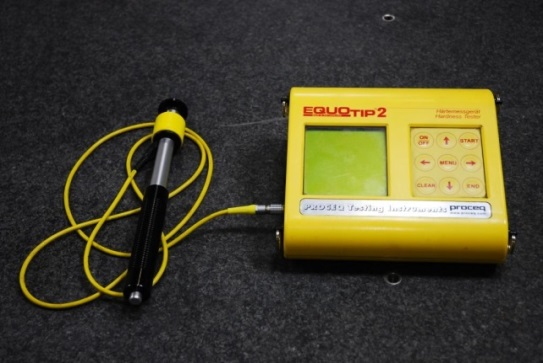 EQUOTIP 2
Härtemessgerät
Hardness Tester
ON
OFF
START
MENU
CLEAR
END
PROCEQ Testing Instruments
proceq